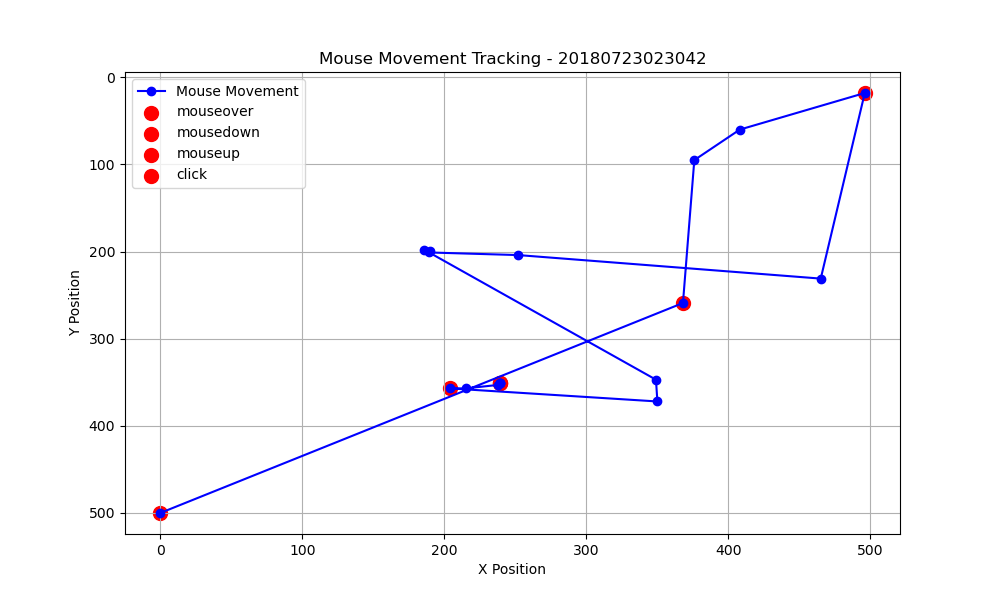 Mouse Movement Tracking - 20180723023042
Mouse Movement
mouseover
mousedown
mouseup
click
0
100
200
300
400
500
Y Position
0 100 200 300 400 500
X Position